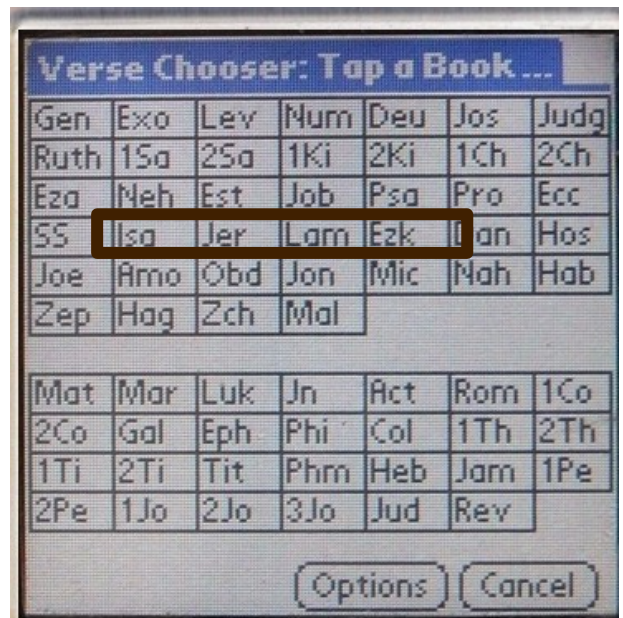 Verse Chooser: Tap a Book ...
Gen Exo Lev Num Deu Jos Judg
Ruth 1Sa 2Sa 1Ki 2Ki 1Ch 2Ch
Eza Neh Est Job Psa Pro Ecc
SS Isa Jer Lam Ezk Dan Hos
Joe Amo Obd Jon Mic Nah Hab
Zep Hag Zch Mal
Mat Mar Luk Jn Act Rom 1Co
2Co Gal Eph Phi Col 1Th 2Th
1Ti 2Ti Tit Phm Heb Jam 1Pe
2Pe 1Jo 2Jo 3Jo Jud Rev
Options Cancel